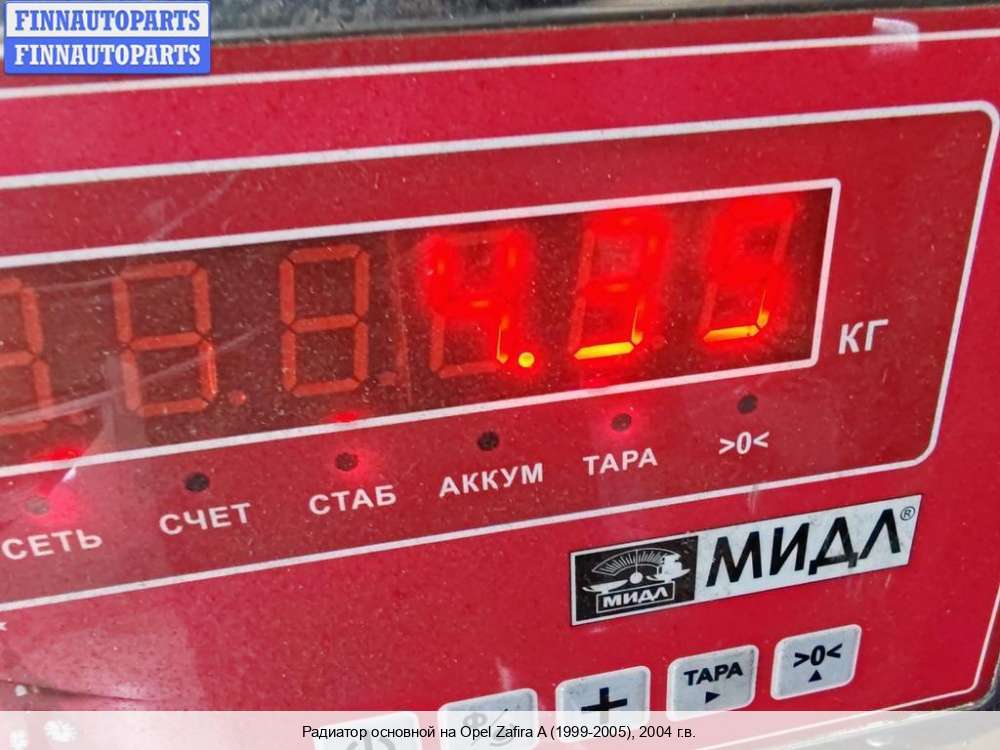 FINNAUTOPARTS
FINNAUTOPARTS
4.35
КГ
СЕТЬ
СЧЕТ
СТАБ
АККУМ
ТАРА
>0<
МИДЛ
МИДЛ®
+
ТАРА
>0<
Радиатор основной на Opel Zafira A (1999-2005), 2004 г.в.